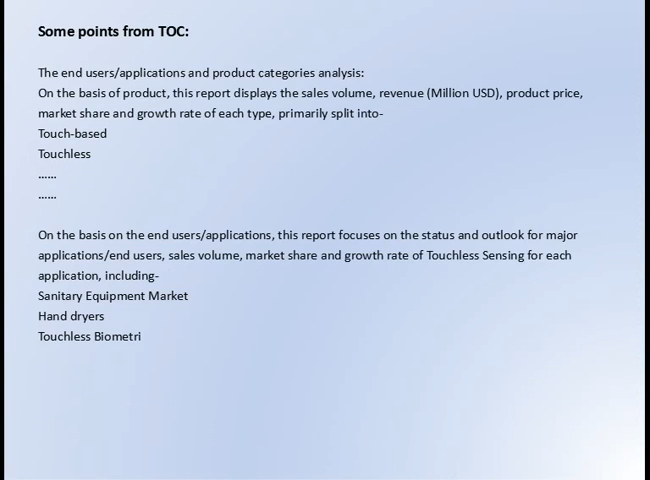 Some points from TOC:
The end users/applications and product categories analysis:
On the basis of product, this report displays the sales volume, revenue (Million USD), product price,
market share and growth rate of each type, primarily split into-
Touch-based
Touchless
......
......
On the basis on the end users/applications, this report focuses on the status and outlook for major
applications/end users, sales volume, market share and growth rate of Touchless Sensing for each
application, including-
Sanitary Equipment Market
Hand dryers
Touchless Biometri